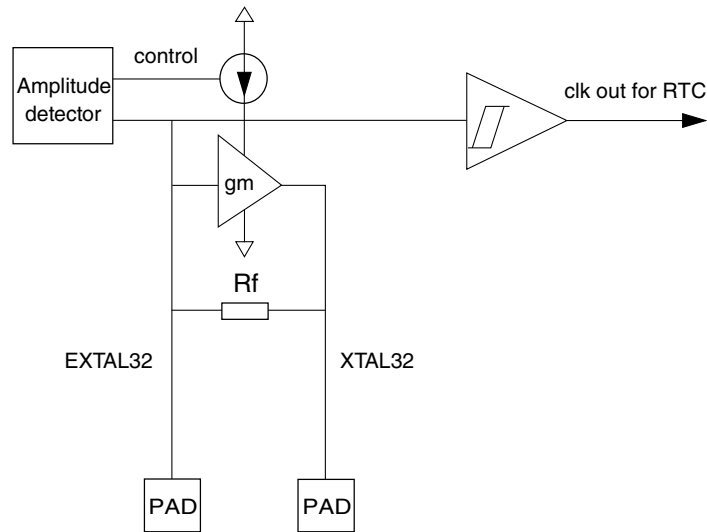 control
Amplitude
detector
clk out for RTC
gm
Rf
EXTAL32
XTAL32
PAD
PAD